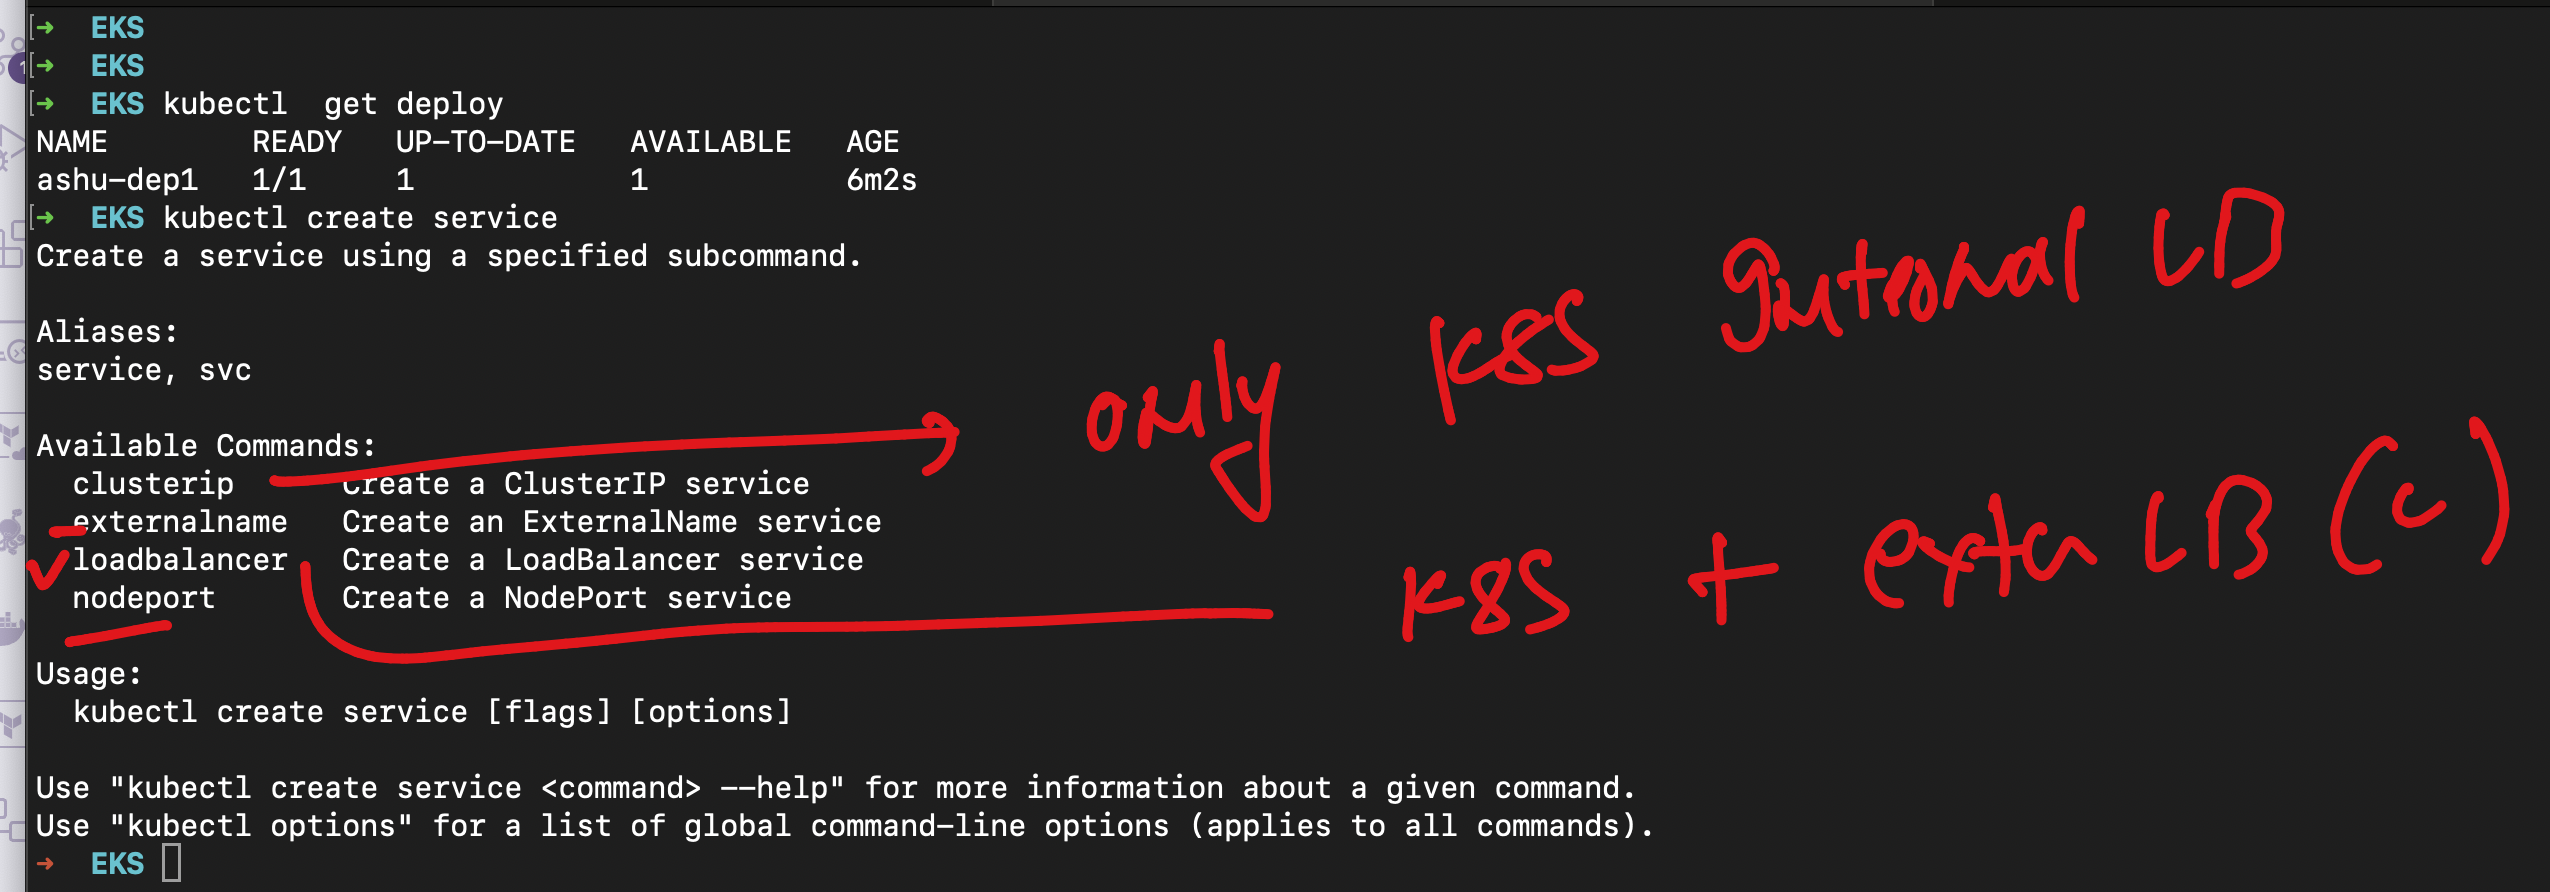 ➜ EKS
➜ EKS
➜ EKS kubectl  get deploy
NAME        READY   UP-TO-DATE   AVAILABLE   AGE
ashu-dep1   1/1     1            1           6m2s
➜ EKS kubectl create service
Create a service using a specified subcommand.
Aliases:
service, svc
Available Commands:
clusterip      Create a ClusterIP service
externalname   Create an ExternalName service
loadbalancer   Create a LoadBalancer service
nodeport       Create a NodePort service
only K8S Internal LB
K8S + exter LB (c)
Usage:
kubectl create service [flags] [options]
Use "kubectl create service <command> --help" for more information about a given command.
Use "kubectl options" for a list of global command-line options (applies to all commands).
➜ EKS